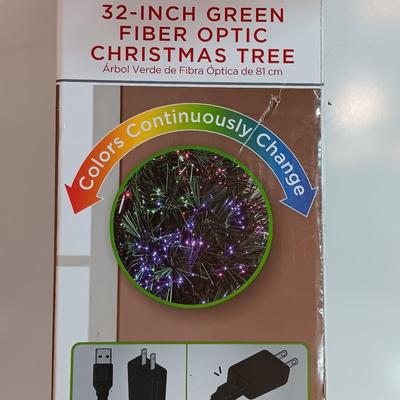 32-INCH GREEN
FIBER OPTIC
CHRISTMAS TREE
Árbol Verde de Fibra Óptica de 81 cm
Colors Continuously Change